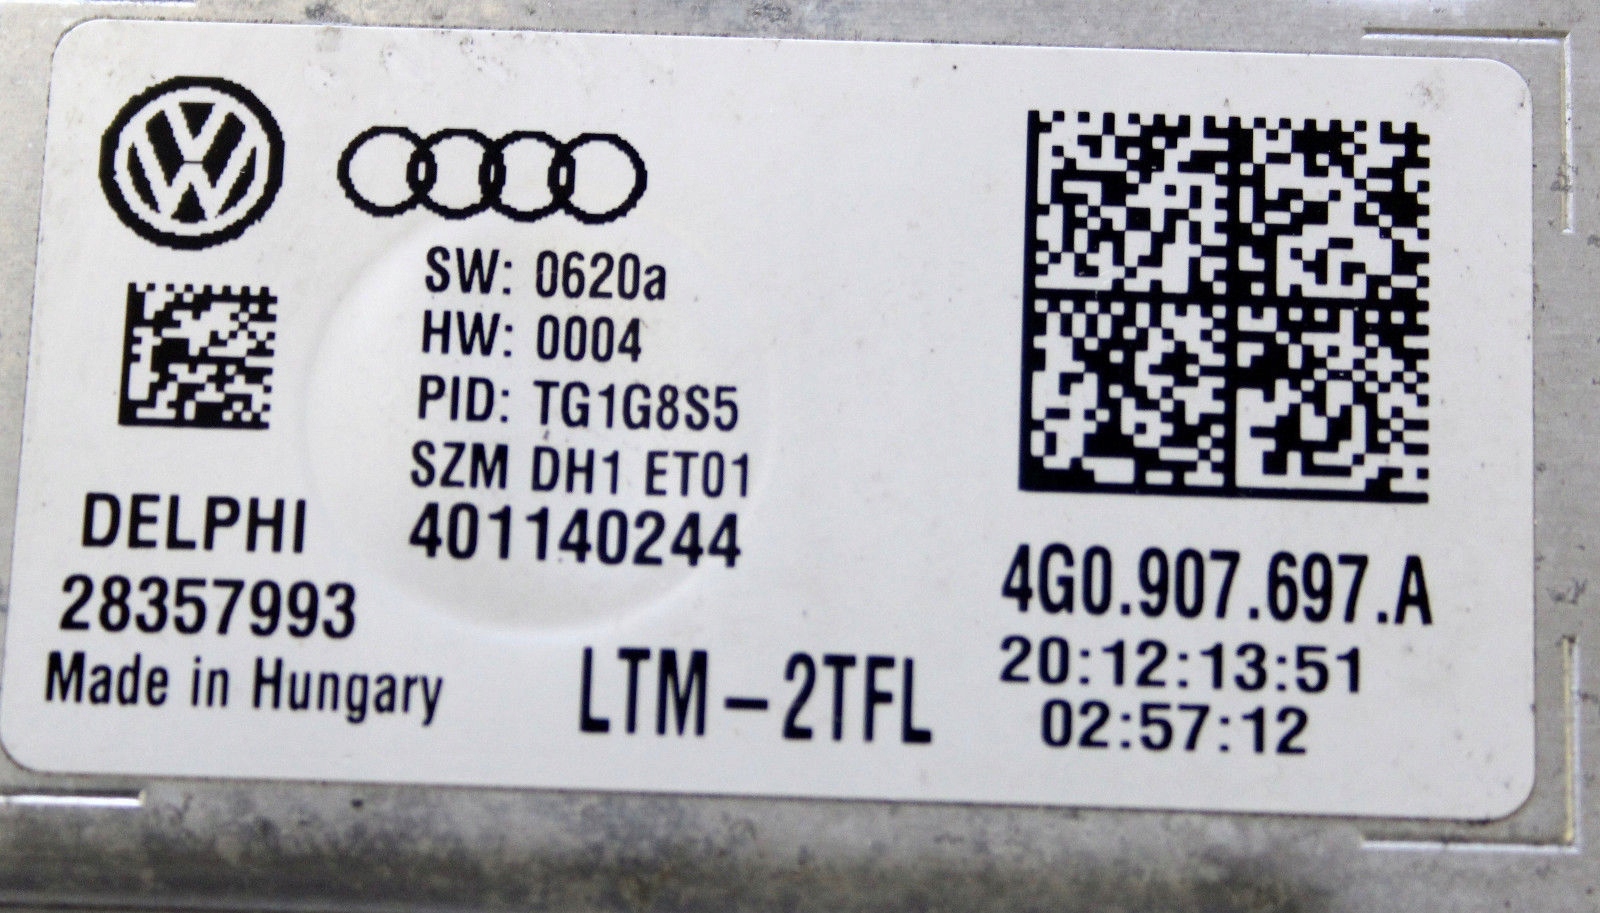 SW: 0620a
HW: 0004
PID: TG1G8S5
SZM DH1 ET01
401140244
DELPHI
28357993
Made in Hungary
LTM-2TFL
4G0.907.697.A
20:12:13:51
02:57:12